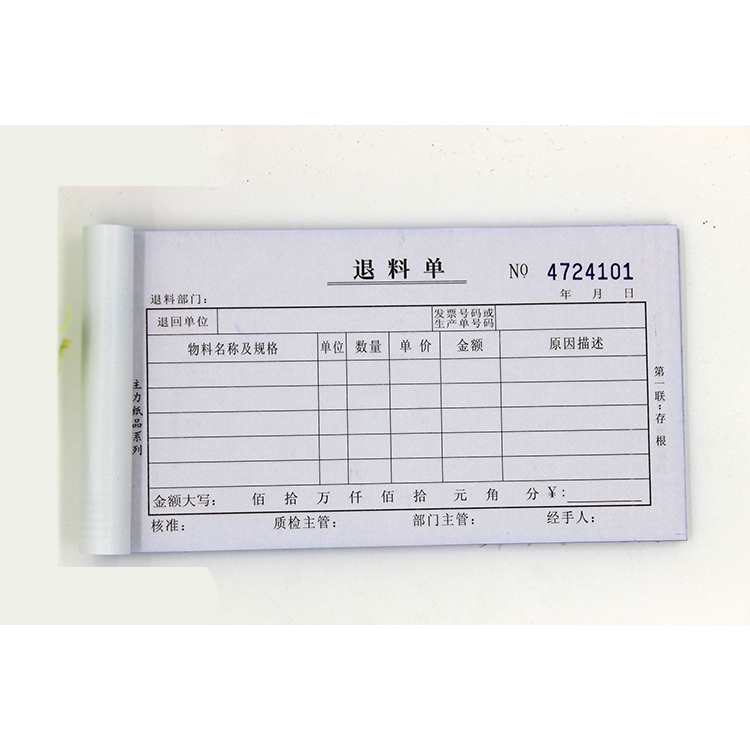 退料单
NO 4724101
退料部门：
年 月 日
退回单位
发票号码或
生产单号码
物料名称及规格 单位 数量 单价 金额 原因描述
金额大写： 佰 拾 万 仟 佰 拾 元 角 分 ¥：
核准： 质检主管： 部门主管： 经手人：
主力纸品系列
第一联：存根